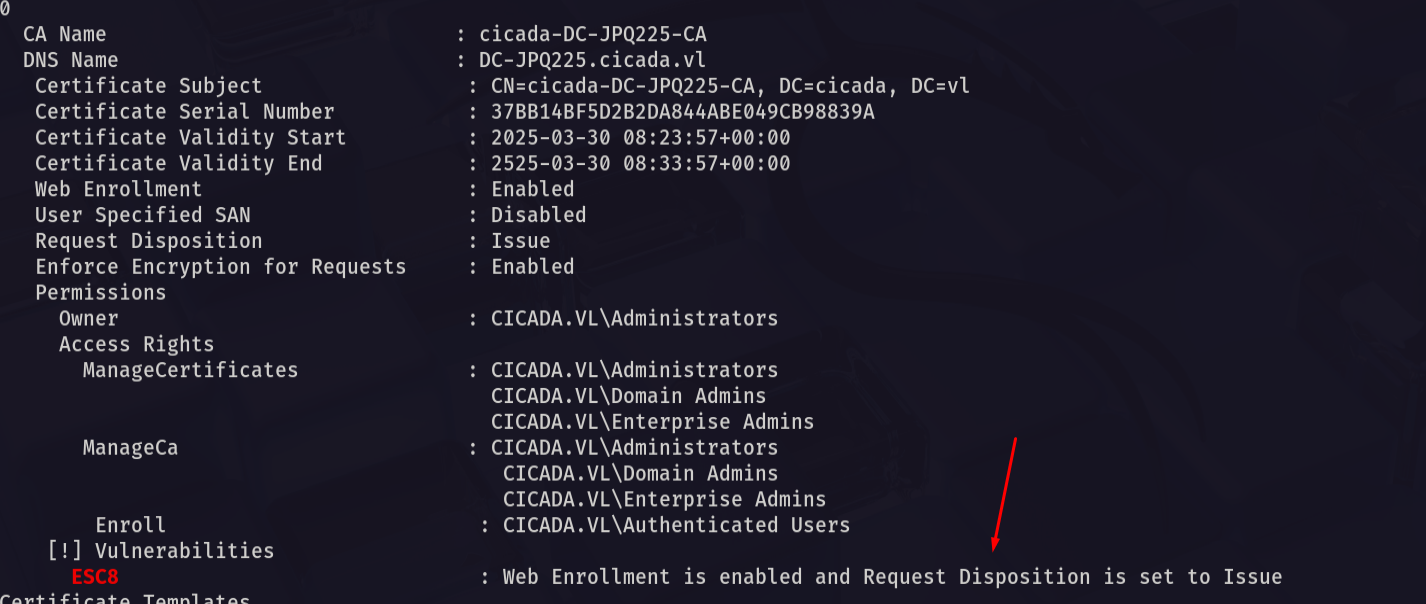 0
CA Name : cicada-DC-JPQ225-CA
DNS Name : DC-JPQ225.cicada.vl
Certificate Subject : CN=cicada-DC-JPQ225-CA, DC=cicada, DC=vl
Certificate Serial Number : 37BB14BF5D2B2DA844ABE049CB98839A
Certificate Validity Start : 2025-03-30 08:23:57+00:00
Certificate Validity End : 2525-03-30 08:33:57+00:00
Web Enrollment : Enabled
User Specified SAN : Disabled
Request Disposition : Issue
Enforce Encryption for Requests : Enabled
Permissions
Owner : CICADA.VL\Administrators
Access Rights
ManageCertificates : CICADA.VL\Administrators
CICADA.VL\Domain Admins
CICADA.VL\Enterprise Admins
ManageCa : CICADA.VL\Administrators
CICADA.VL\Domain Admins
CICADA.VL\Enterprise Admins
Enroll : CICADA.VL\Authenticated Users
[!] Vulnerabilities
ESC8 : Web Enrollment is enabled and Request Disposition is set to Issue
Certificate Templates